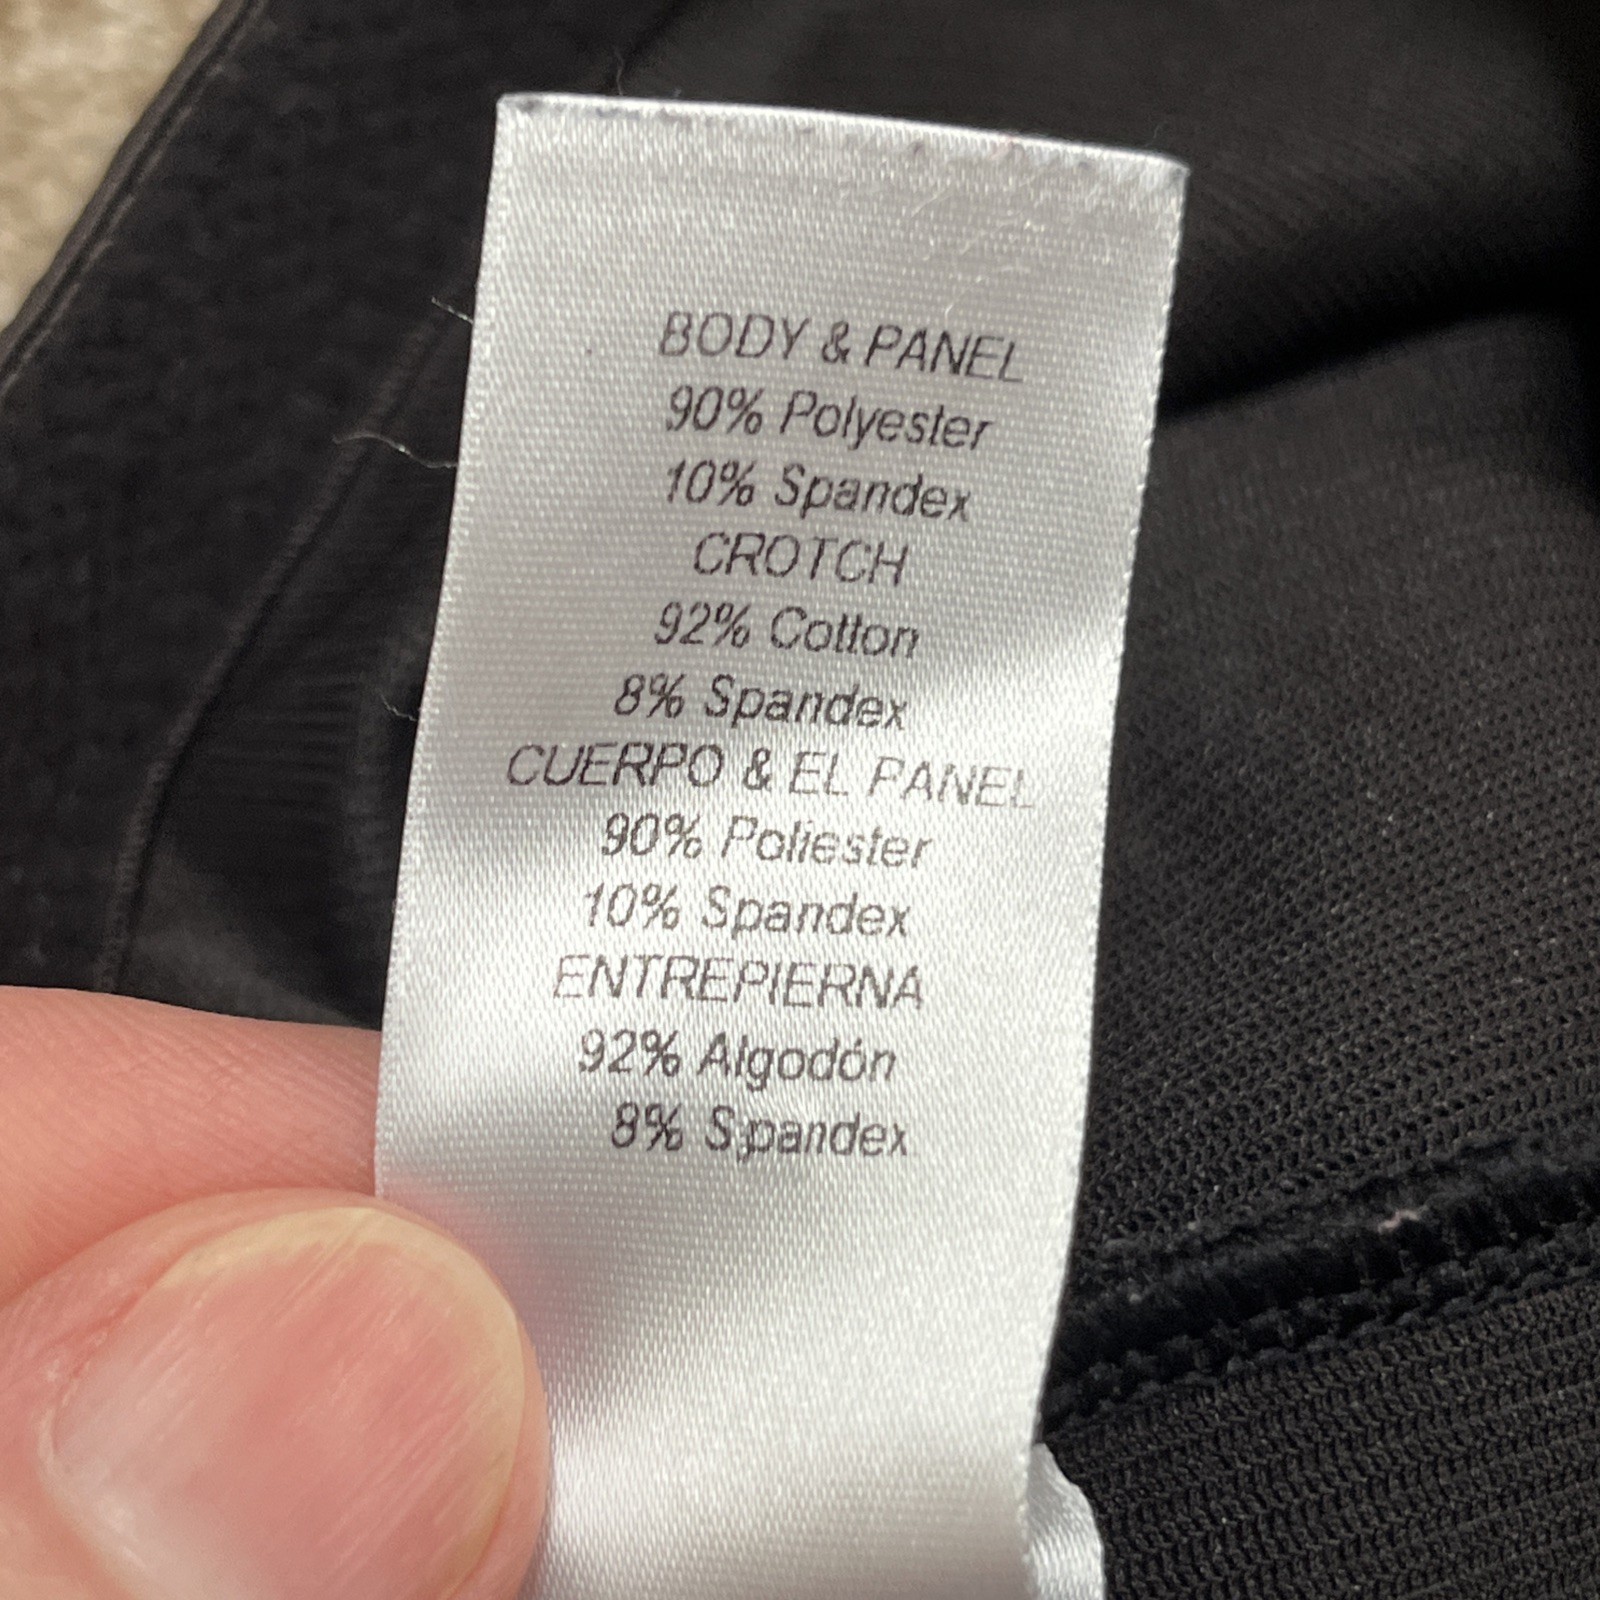 BODY & PANEL
90% Polyester
10% Spandex
CROTCH
92% Cotton
8% Spandex
CUERPO & EL PANEL
90% Poliester
10% Spandex
ENTREPIERNA
92% Algodón
8% Spandex